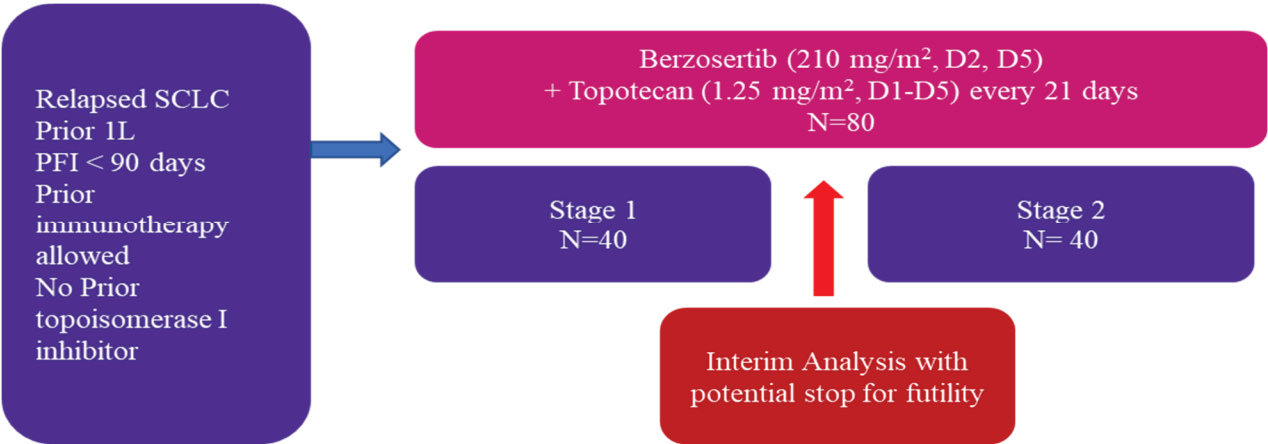 Relapsed SCLC
Prior 1L
PFI < 90 days
Prior
immunotherapy
allowed
No Prior
topoisomerase I
inhibitor
Berzosertib (210 mg/m², D2, D5)
+ Topotecan (1.25 mg/m², D1-D5) every 21 days
N=80
Stage 1
N=40
Stage 2
N= 40
Interim Analysis with
potential stop for futility